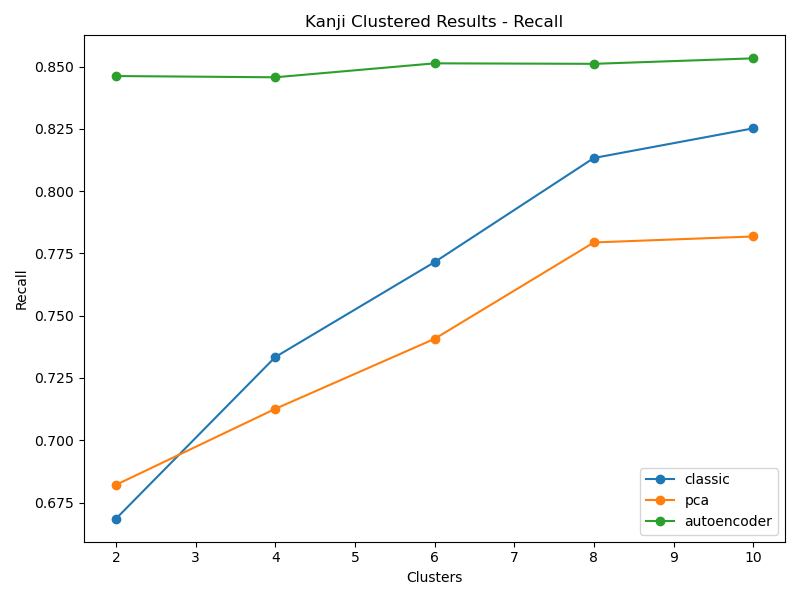 Kanji Clustered Results - Recall
0.850
0.825
0.800
0.775
0.750
0.725
0.700
0.675
Recall
2 3 4 5 6 7 8 9 10
Clusters
classic
pca
autoencoder